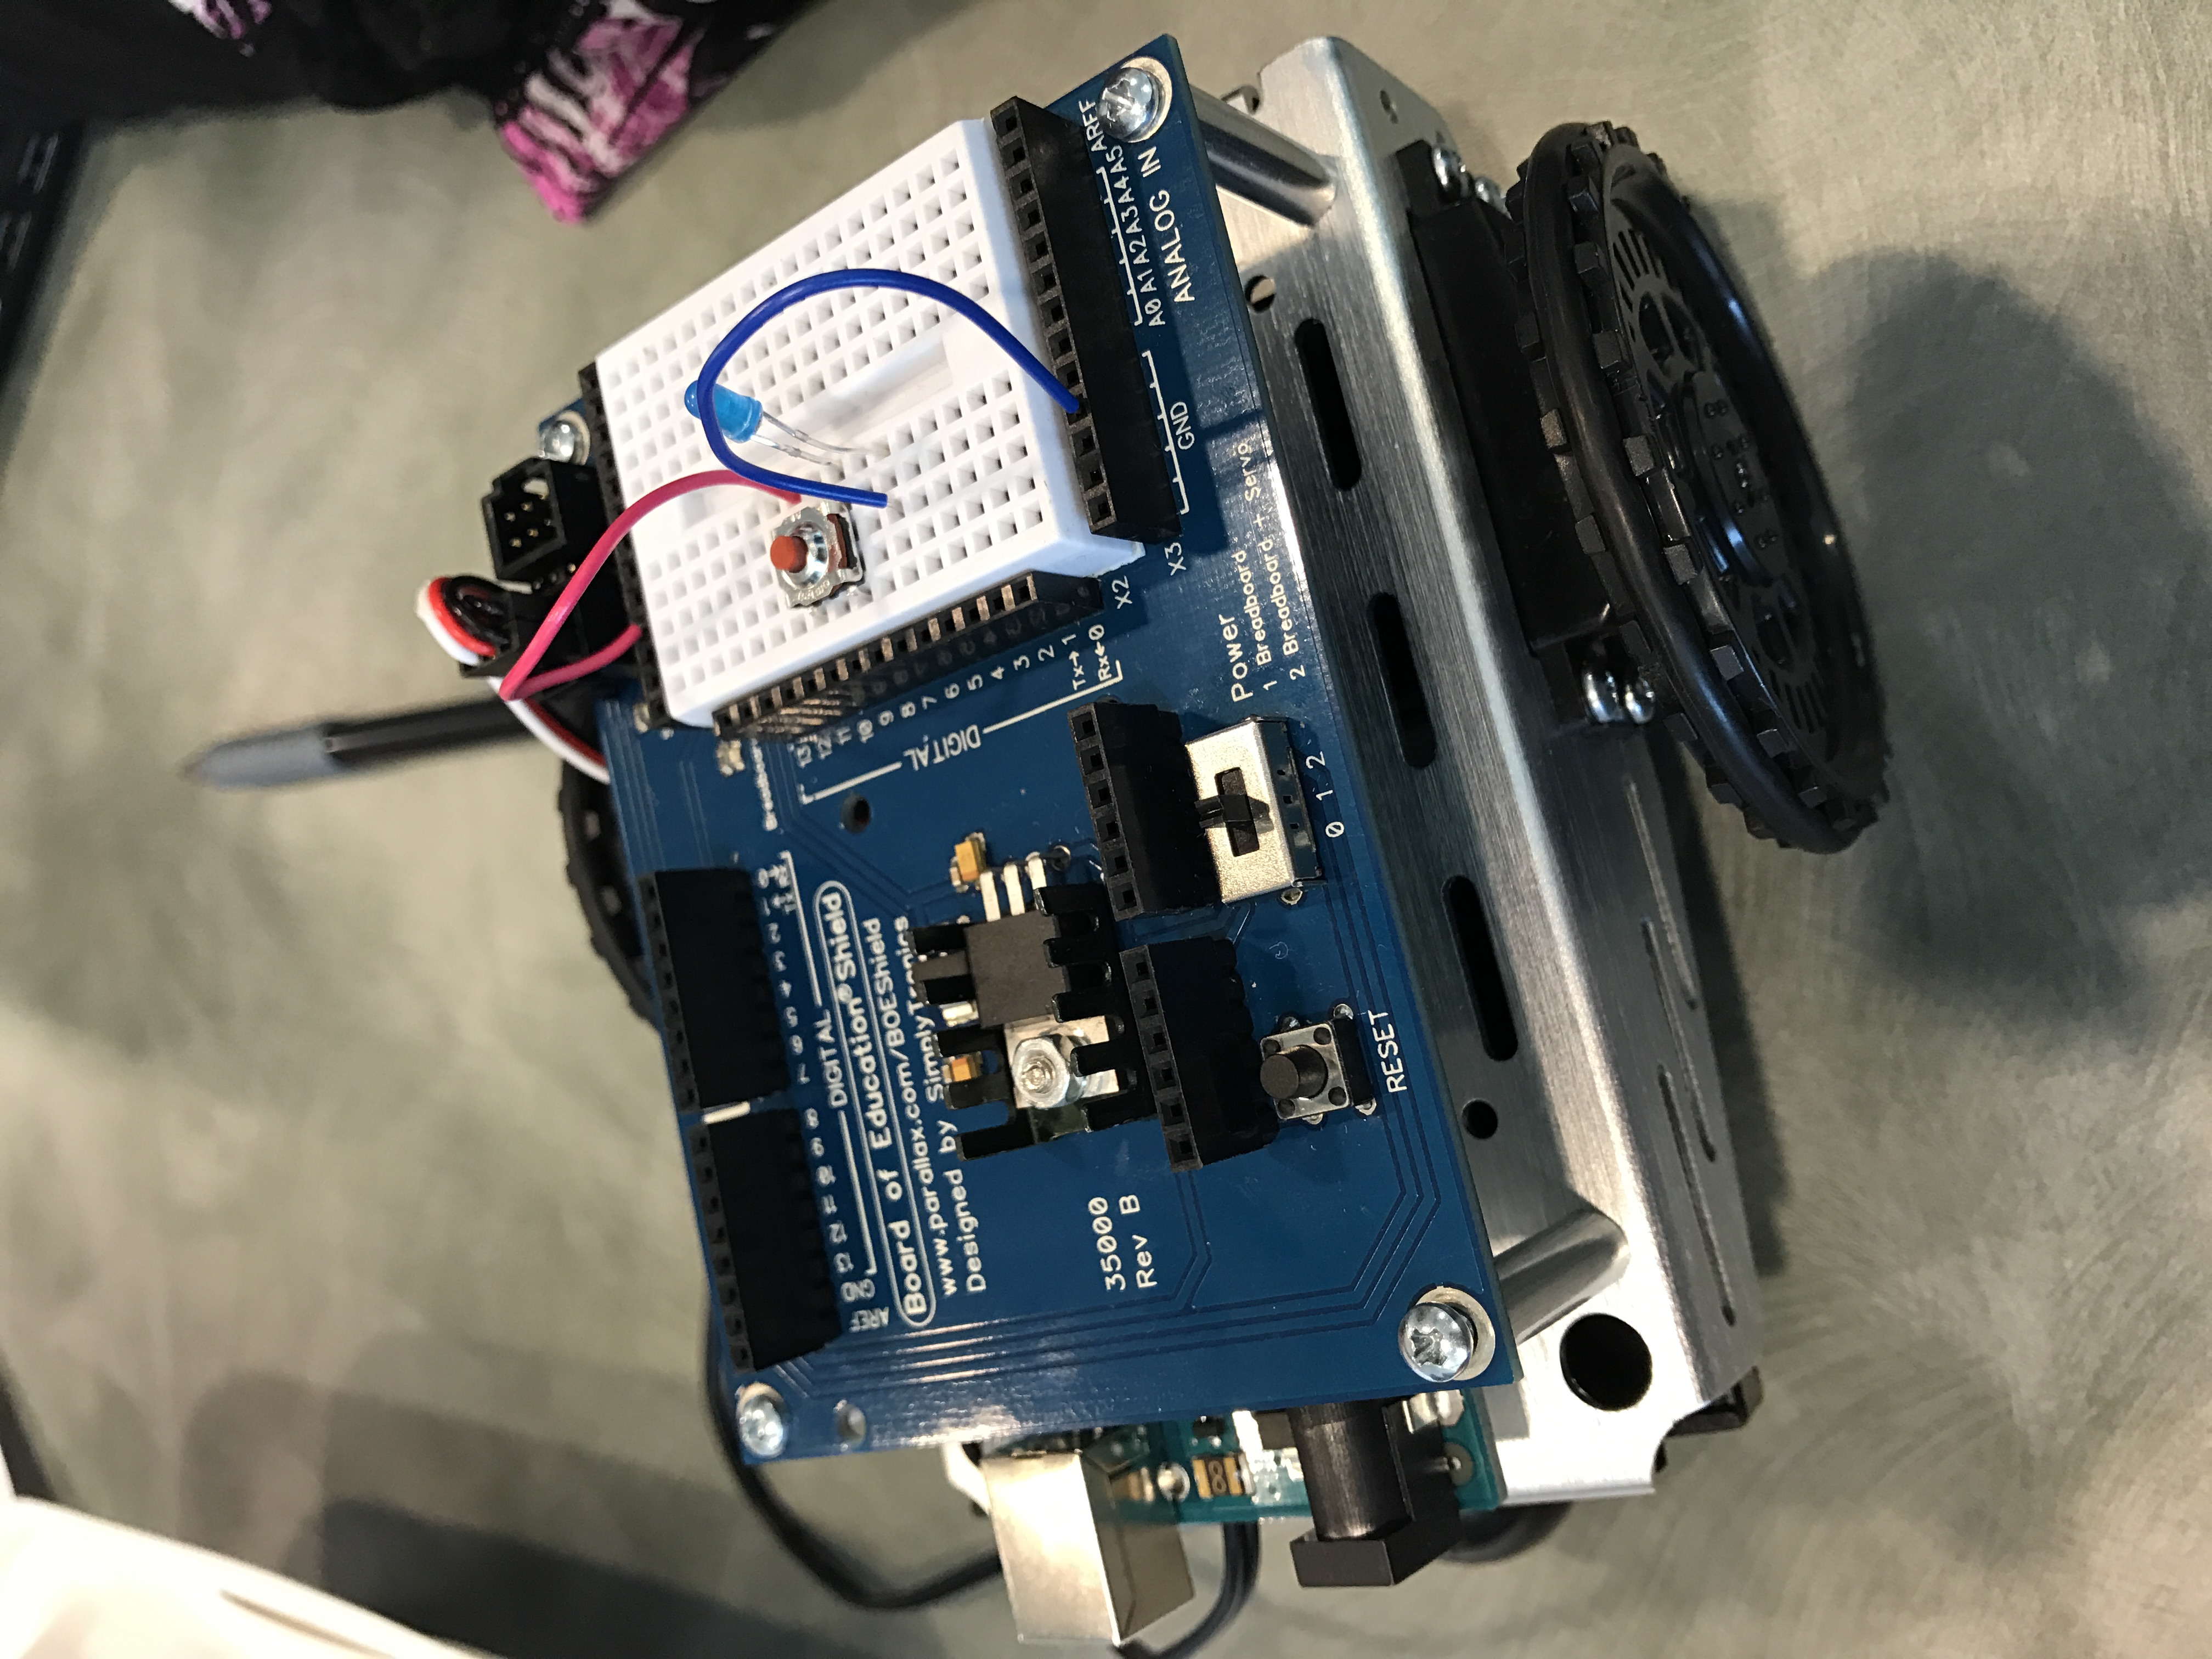 AREF
GND
13
12
11
10
9
8
7
6
5
4
3
2
Tx→ 1
Rx←0
DIGITAL
Board of Education® Shield
www.parallax.com/BOEShield
Designed by SimplyTronics
35000
Rev B
RESET
0 1 2
Power
1 Breadboard
2 Breadboard + Servo
DIGITAL
13
12
11
10
9
8
7
6
5
4
3
2
Tx→ 1
Rx←0
X2
X3
GND
A0 A1 A2 A3 A4 A5 AREF
ANALOG IN